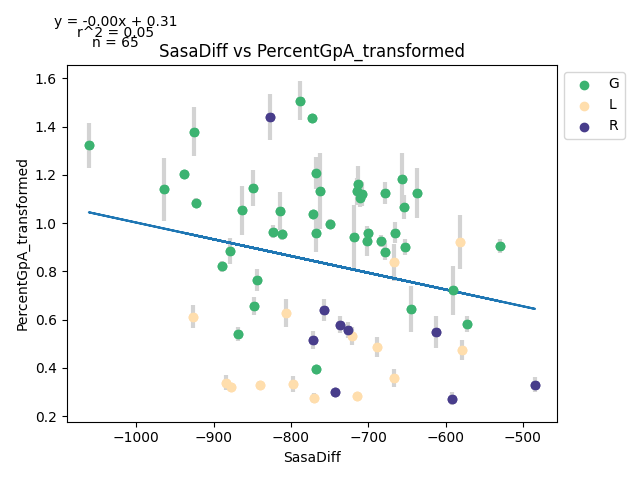 y = -0.00x + 0.31
r^2 = 0.05
n = 65
SasaDiff vs PercentGpA_transformed
G
L
R
PercentGpA_transformed
1.6
1.4
1.2
1.0
0.8
0.6
0.4
0.2
−1000 −900 −800 −700 −600 −500
SasaDiff